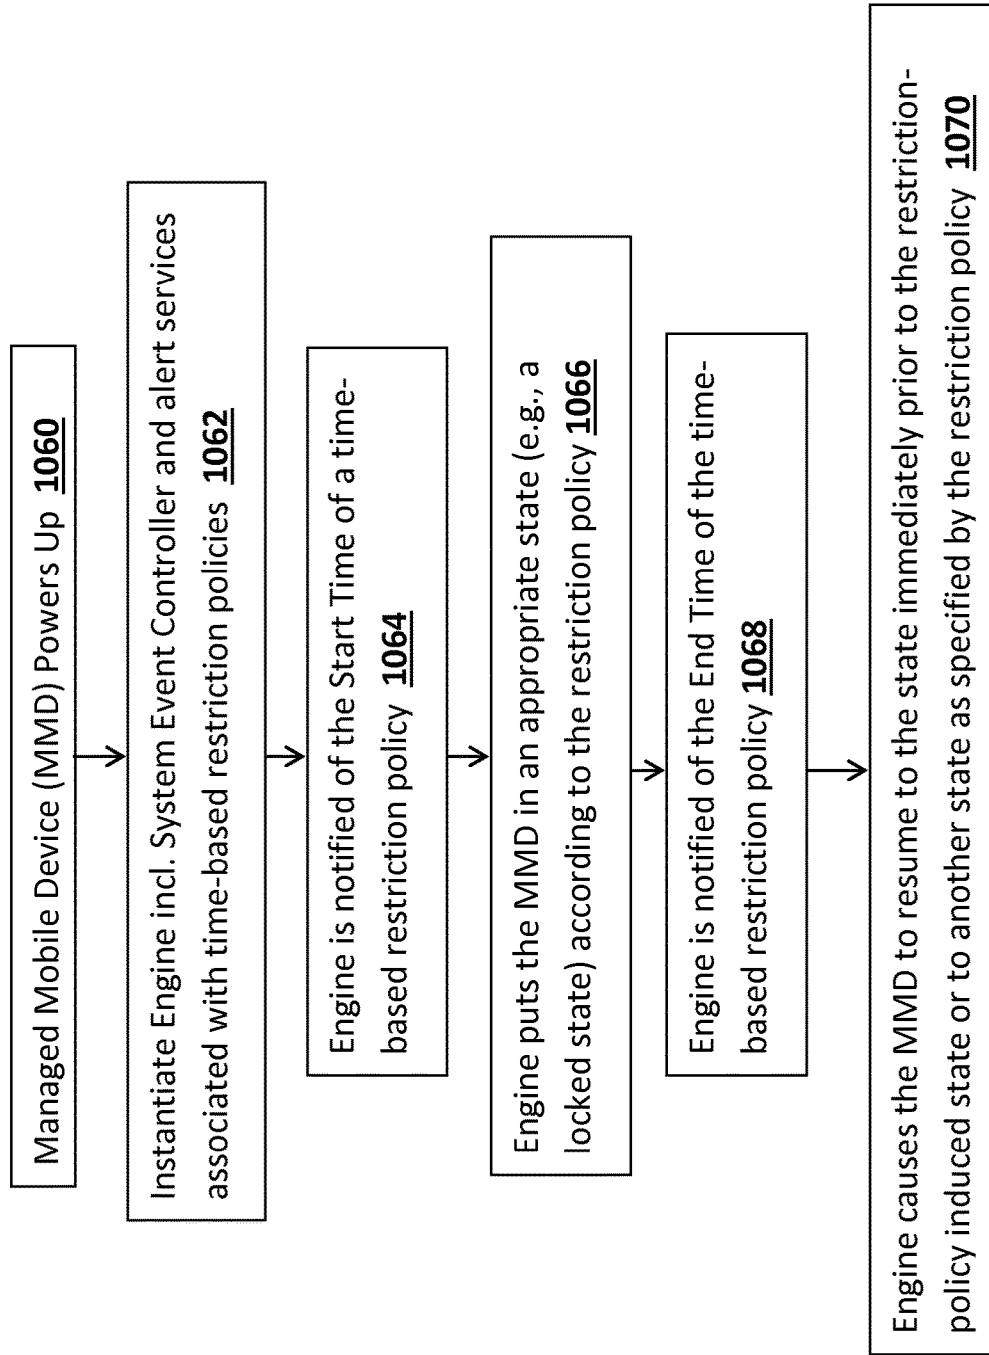 Managed Mobile Device (MMD) Powers Up 1060
Instantiate Engine incl. System Event Controller and alert services
associated with time-based restriction policies 1062
Engine is notified of the Start Time of a time-
based restriction policy 1064
Engine puts the MMD in an appropriate state (e.g., a
locked state) according to the restriction policy 1066
Engine is notified of the End Time of the time-
based restriction policy 1068
Engine causes the MMD to resume to the state immediately prior to the restriction-
policy induced state or to another state as specified by the restriction policy 1070